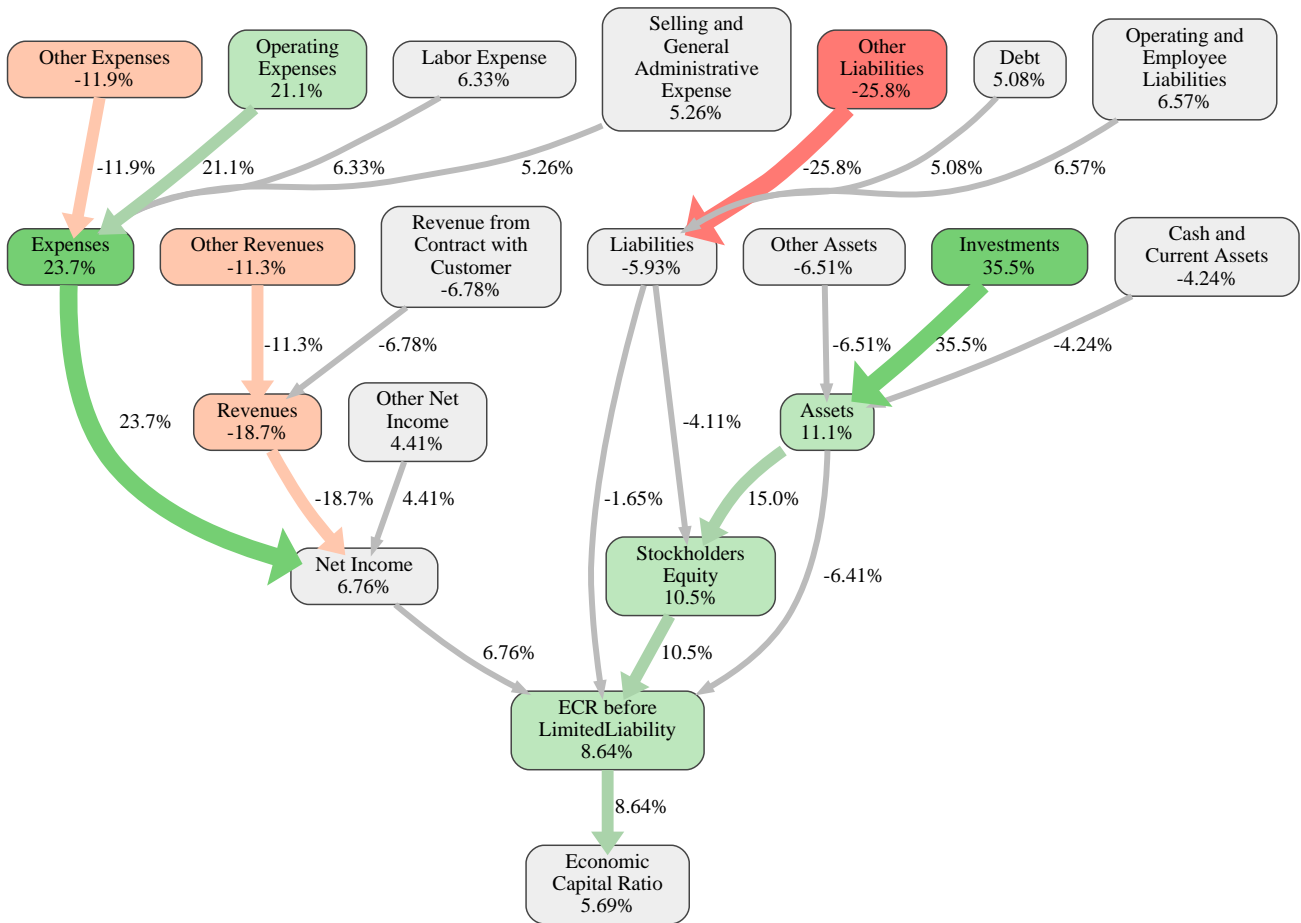 Other Expenses
-11.9%
Operating
Expenses
21.1%
Labor Expense
6.33%
Selling and
General
Administrative
Expense
5.26%
Other
Liabilities
-25.8%
Debt
5.08%
Operating and
Employee
Liabilities
6.57%
-11.9%
21.1%
6.33%
5.26%
-25.8%
5.08%
6.57%
Expenses
23.7%
Other Revenues
-11.3%
Revenue from
Contract with
Customer
-6.78%
Liabilities
-5.93%
Other Assets
-6.51%
Investments
35.5%
Cash and
Current Assets
-4.24%
-11.3%
-6.78%
-6.51%
35.5%
-4.24%
23.7%
Revenues
-18.7%
Other Net
Income
4.41%
-4.11%
Assets
11.1%
-18.7%
4.41%
-1.65%
15.0%
Net Income
6.76%
Stockholders
Equity
10.5%
-6.41%
6.76%
10.5%
ECR before
LimitedLiability
8.64%
8.64%
Economic
Capital Ratio
5.69%